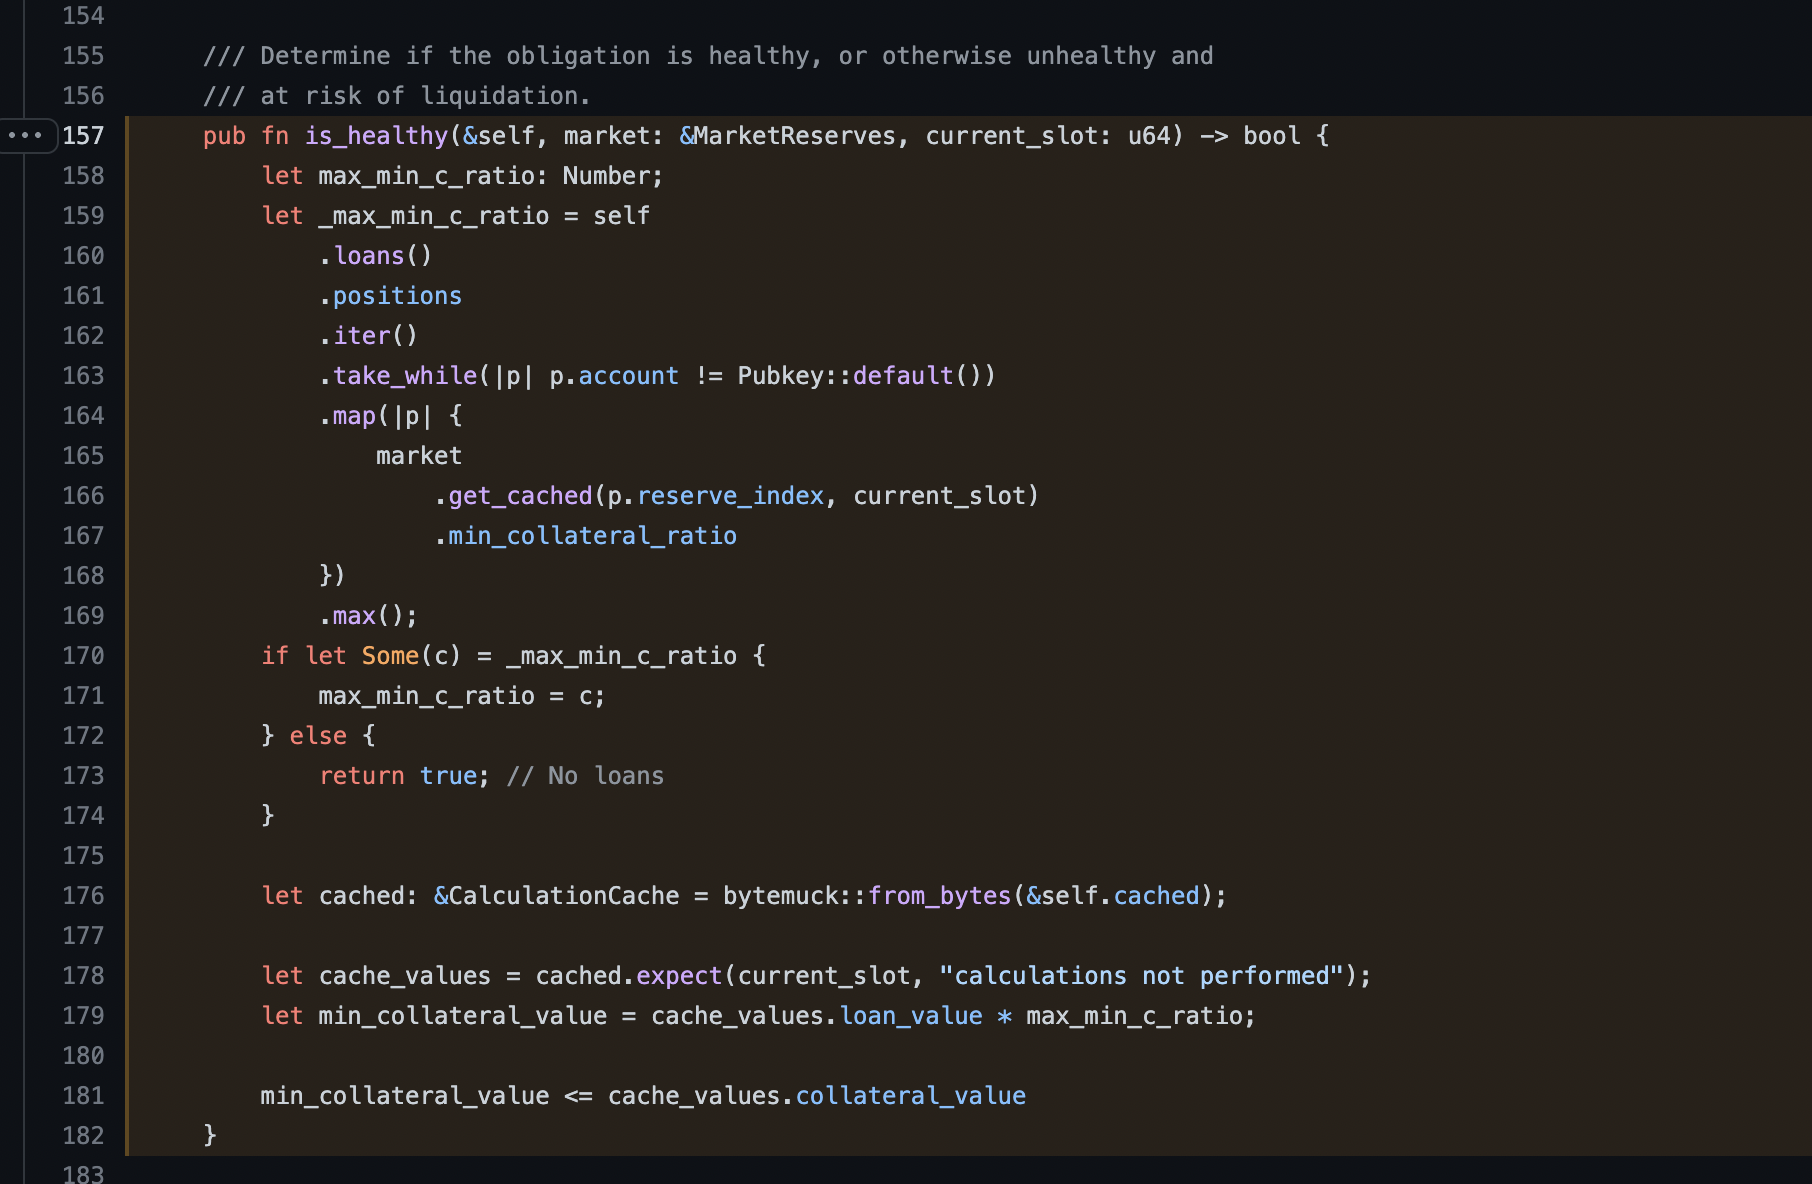 154
155 /// Determine if the obligation is healthy, or otherwise unhealthy and
156 /// at risk of liquidation.
••• 157 pub fn is_healthy(&self, market: &MarketReserves, current_slot: u64) -> bool {
158 let max_min_c_ratio: Number;
159 let _max_min_c_ratio = self
160 .loans()
161 .positions
162 .iter()
163 .take_while(|p| p.account != Pubkey::default())
164 .map(|p| {
165 market
166 .get_cached(p.reserve_index, current_slot)
167 .min_collateral_ratio
168 })
169 .max();
170 if let Some(c) = _max_min_c_ratio {
171 max_min_c_ratio = c;
172 } else {
173 return true; // No loans
174 }
175
176 let cached: &CalculationCache = bytemuck::from_bytes(&self.cached);
177
178 let cache_values = cached.expect(current_slot, "calculations not performed");
179 let min_collateral_value = cache_values.loan_value * max_min_c_ratio;
180
181 min_collateral_value <= cache_values.collateral_value
182 }
183